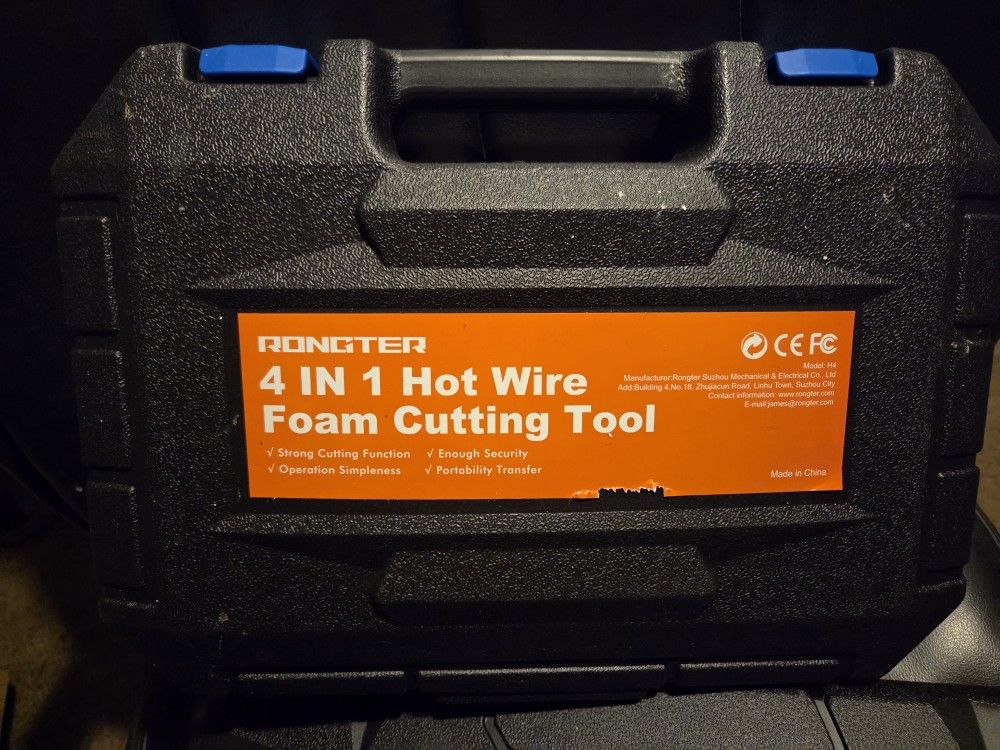 RONGTER
4 IN 1 Hot Wire
Foam Cutting Tool
√ Strong Cutting Function √ Enough Security
√ Operation Simpleness √ Portability Transfer
CE FC
Model: H4
Manufacturer:Rongter Suzhou Mechanical & Electrical Co., Ltd
Add:Building 4,No.18, Zhujiacun Road, Linhu Town, Suzhou City
Contact information: www.rongter.com
E-mail:james@rongter.com
Made in China